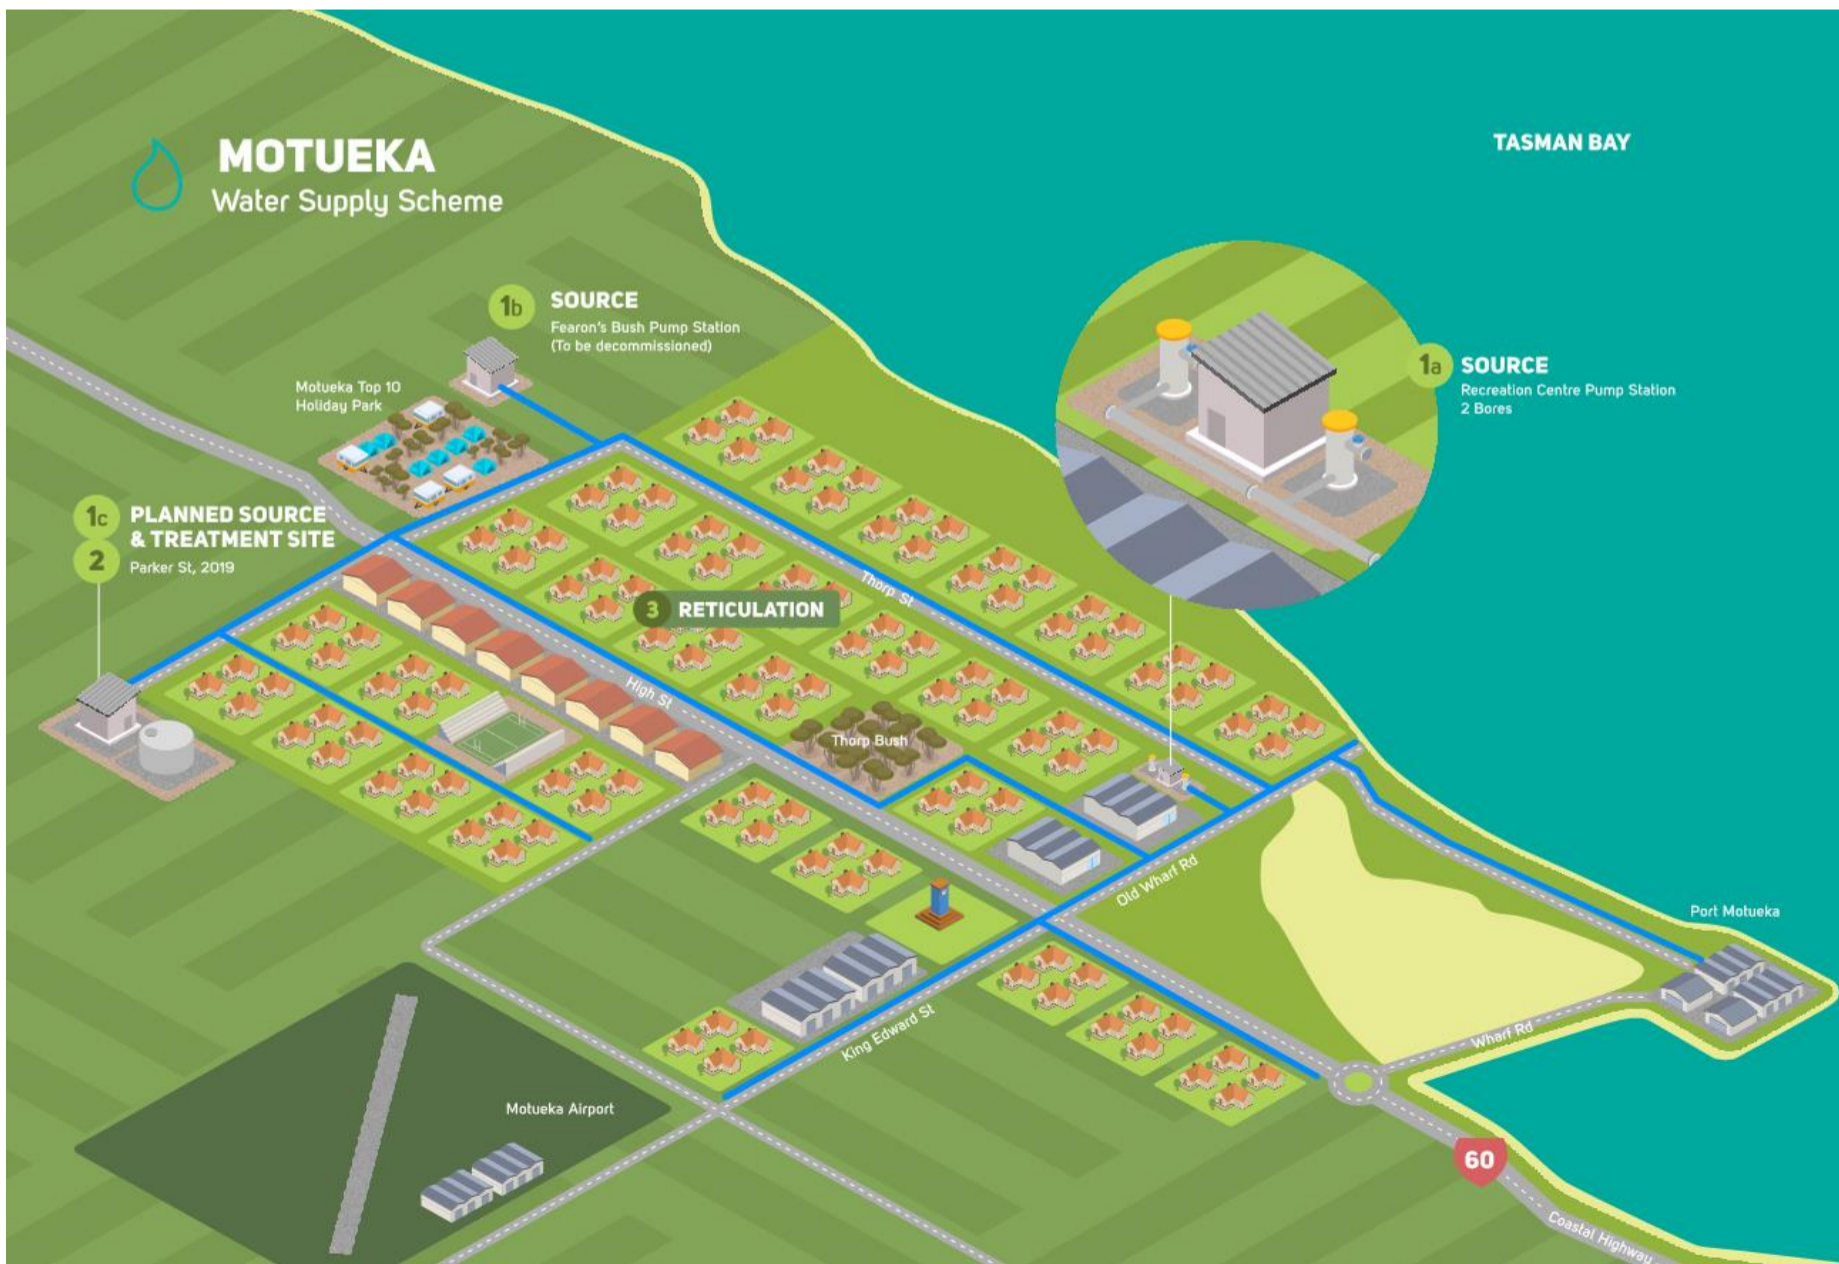 MOTUEKA
Water Supply Scheme
TASMAN BAY
1b
SOURCE
Fearon's Bush Pump Station
(To be decommissioned)
1a
SOURCE
Recreation Centre Pump Station
2 Bores
Motueka Top 10
Holiday Park
1c
PLANNED SOURCE
& TREATMENT SITE
2
Parker St, 2019
3 RETICULATION
Thorp St
High St
Thorp Bush
Old Wharf Rd
Port Motueka
King Edward St
Wharf Rd
Motueka Airport
60
Coastal Highway